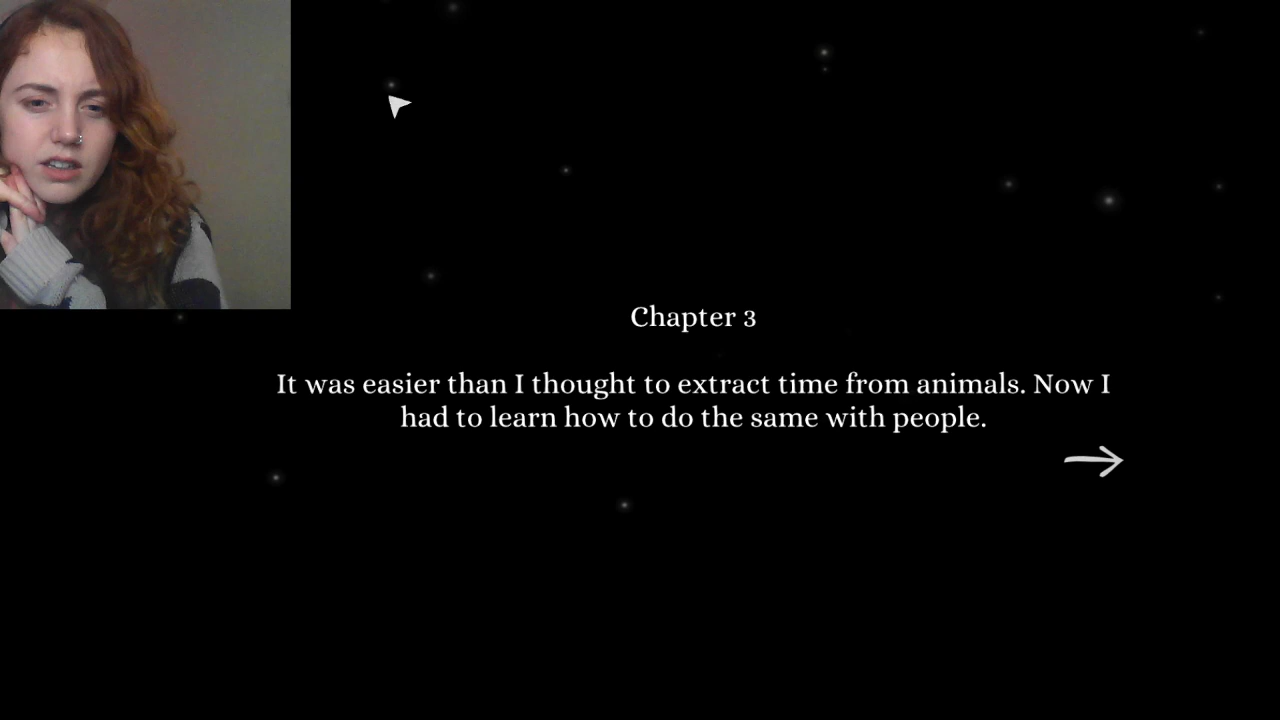 Chapter 3
It was easier than I thought to extract time from animals. Now I
had to learn how to do the same with people.